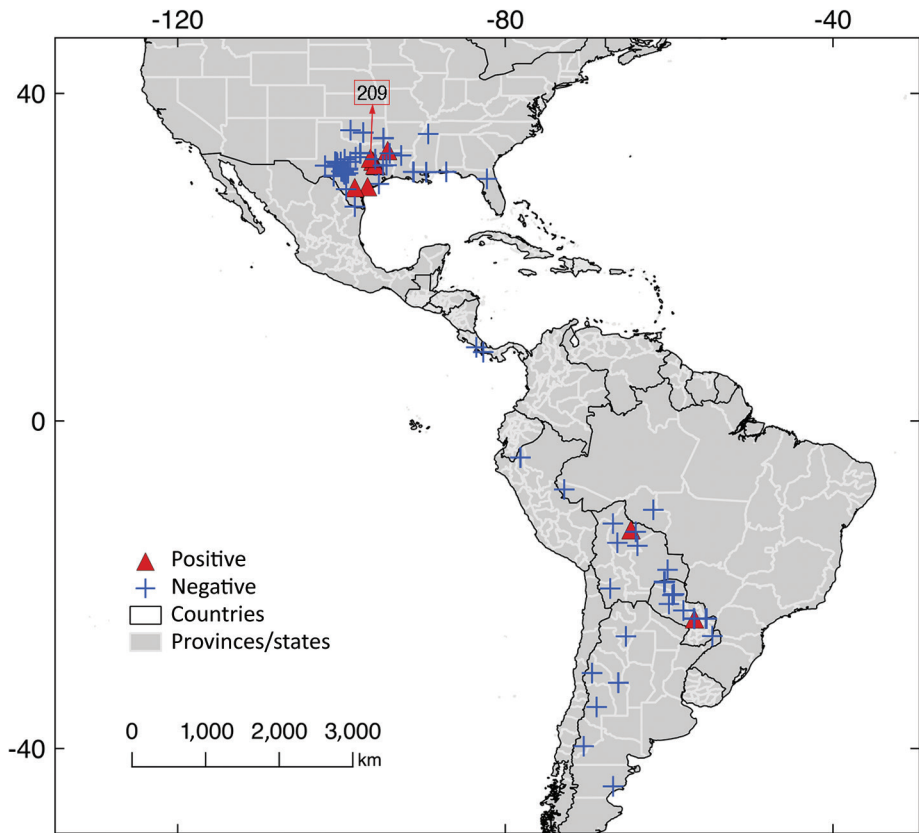 -120 -80 -40
40
209
0
Positive
Negative
Countries
Provinces/states
0 1,000 2,000 3,000
km
-40